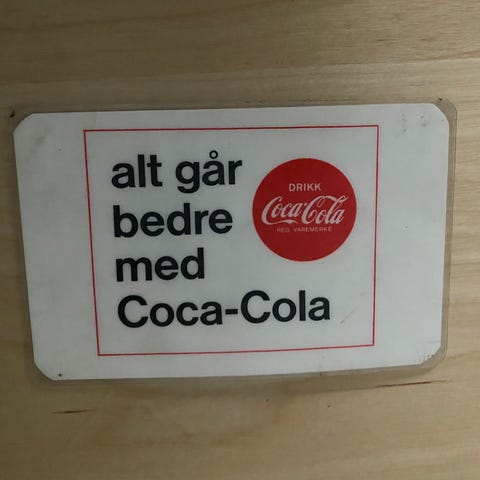 alt går
bedre
med
Coca-Cola
DRIKK
Coca-Cola
REG. VAREMERKE